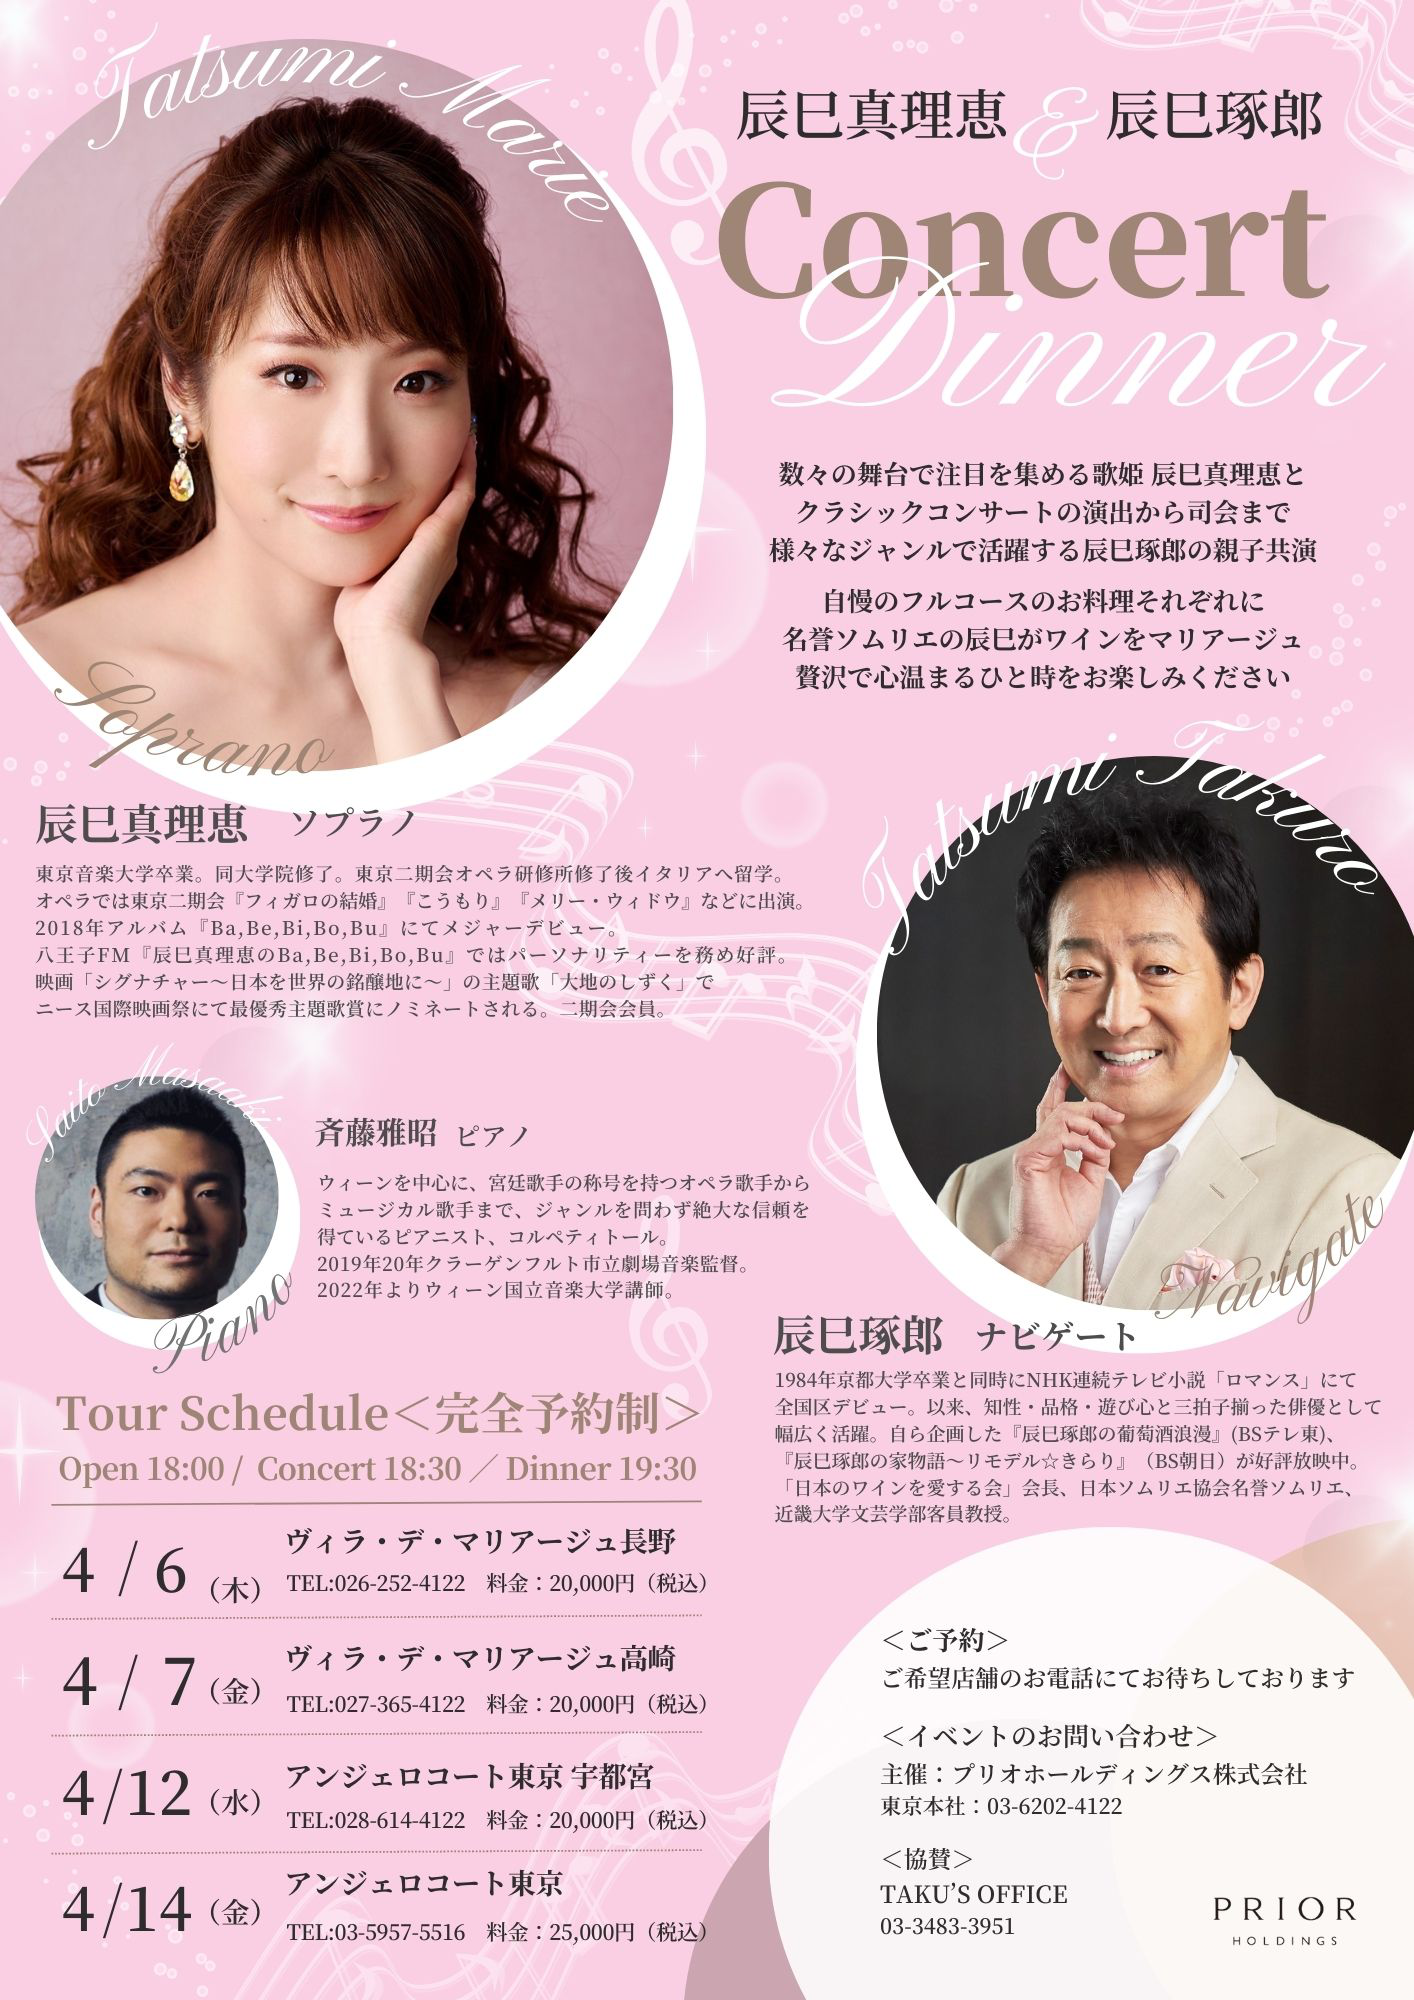 Tatsumi Marie
辰巳真理恵 & 辰巳琢郎
Concert
Dinner
数々の舞台で注目を集める歌姫 辰巳真理恵と
クラシックコンサートの演出から司会まで
様々なジャンルで活躍する辰巳琢郎の親子共演
自慢のフルコースのお料理それぞれに
名誉ソムリエの辰巳がワインをマリアージュ
贅沢で心温まるひと時をお楽しみください
Soprano
辰巳真理恵 ソプラノ
東京音楽大学卒業。同大学院修了。東京二期会オペラ研修所修了後イタリアへ留学。
オペラでは東京二期会『フィガロの結婚』『こうもり』『メリー・ウィドウ』などに出演。
2018年アルバム『Ba,Be,Bi,Bo,Bu』にてメジャーデビュー。
八王子FM『辰巳真理恵のBa,Be,Bi,Bo,Bu』ではパーソナリティーを務め好評。
映画「シグナチャー〜日本を世界の銘醸地に〜」の主題歌「大地のしずく」で
ニース国際映画祭にて最優秀主題歌賞にノミネートされる。二期会会員。
Saito Masaaki
Piano
斉藤雅昭 ピアノ
ウィーンを中心に、宮廷歌手の称号を持つオペラ歌手から
ミュージカル歌手まで、ジャンルを問わず絶大な信頼を
得ているピアニスト、コルペティトール。
2019年20年クラーゲンフルト市立劇場音楽監督。
2022年よりウィーン国立音楽大学講師。
Tatsumi Takuro
Navigate
辰巳琢郎 ナビゲート
1984年京都大学卒業と同時にNHK連続テレビ小説「ロマンス」にて
全国区デビュー。以来、知性・品格・遊び心と三拍子揃った俳優として
幅広く活躍。自ら企画した『辰巳琢郎の葡萄酒浪漫』(BSテレ東)、
『辰巳琢郎の家物語〜リモデル☆きらり』（BS朝日）が好評放映中。
「日本のワインを愛する会」会長、日本ソムリエ協会名誉ソムリエ、
近畿大学文芸学部客員教授。
Tour Schedule＜完全予約制＞
Open 18:00 / Concert 18:30 ／ Dinner 19:30
4 / 6（木）
ヴィラ・デ・マリアージュ長野
TEL:026-252-4122 料金：20,000円（税込）
4 / 7（金）
ヴィラ・デ・マリアージュ高崎
TEL:027-365-4122 料金：20,000円（税込）
4/12（水）
アンジェロコート東京 宇都宮
TEL:028-614-4122 料金：20,000円（税込）
4/14（金）
アンジェロコート東京
TEL:03-5957-5516 料金：25,000円（税込）
＜ご予約＞
ご希望店舗のお電話にてお待ちしております
＜イベントのお問い合わせ＞
主催：プリオホールディングス株式会社
東京本社：03-6202-4122
＜協賛＞
TAKU’S OFFICE
03-3483-3951
PRIOR
HOLDINGS